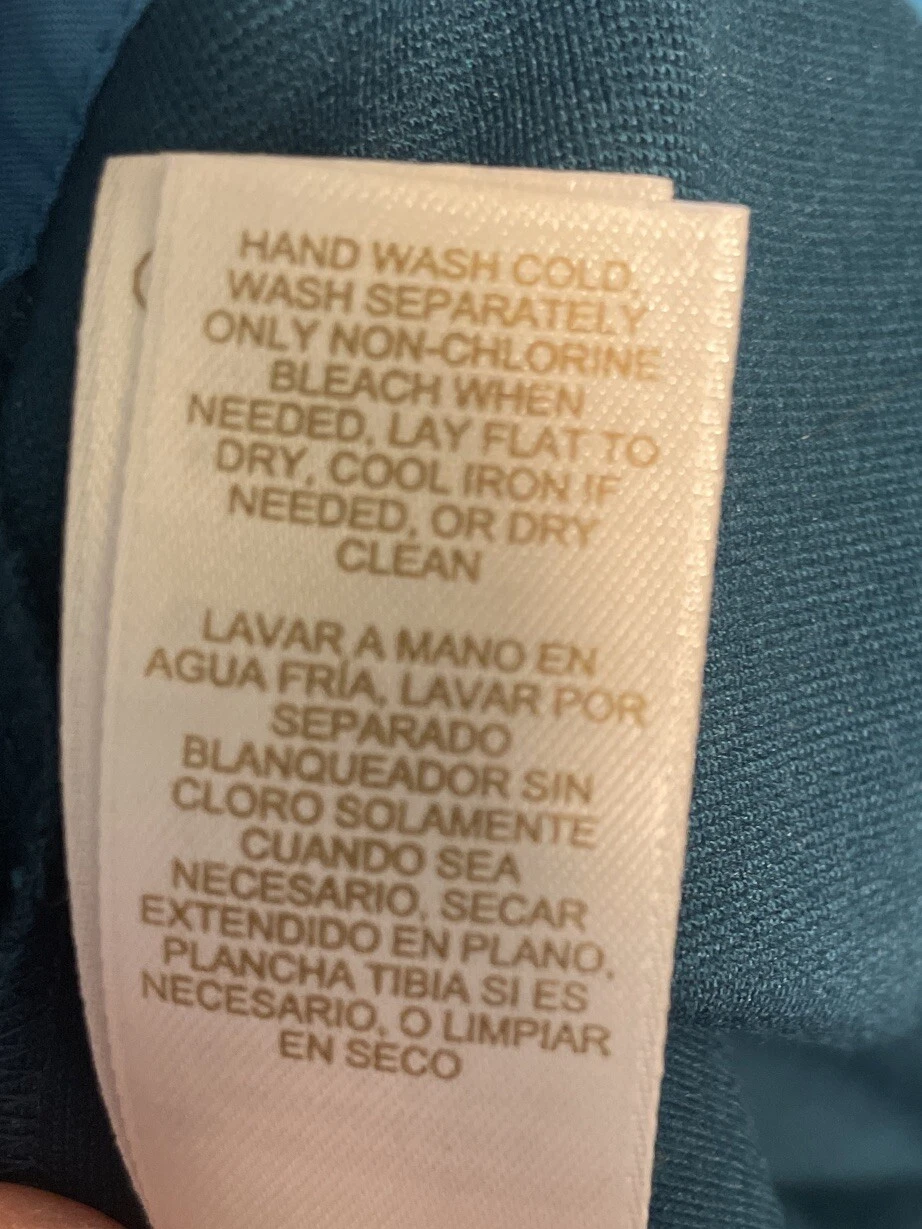 HAND WASH COLD,
WASH SEPARATELY
ONLY NON-CHLORINE
BLEACH WHEN
NEEDED, LAY FLAT TO
DRY, COOL IRON IF
NEEDED, OR DRY
CLEAN
LAVAR A MANO EN
AGUA FRÍA, LAVAR POR
SEPARADO
BLANQUEADOR SIN
CLORO SOLAMENTE
CUANDO SEA
NECESARIO, SECAR
EXTENDIDO EN PLANO,
PLANCHA TIBIA SI ES
NECESARIO, O LIMPIAR
EN SECO